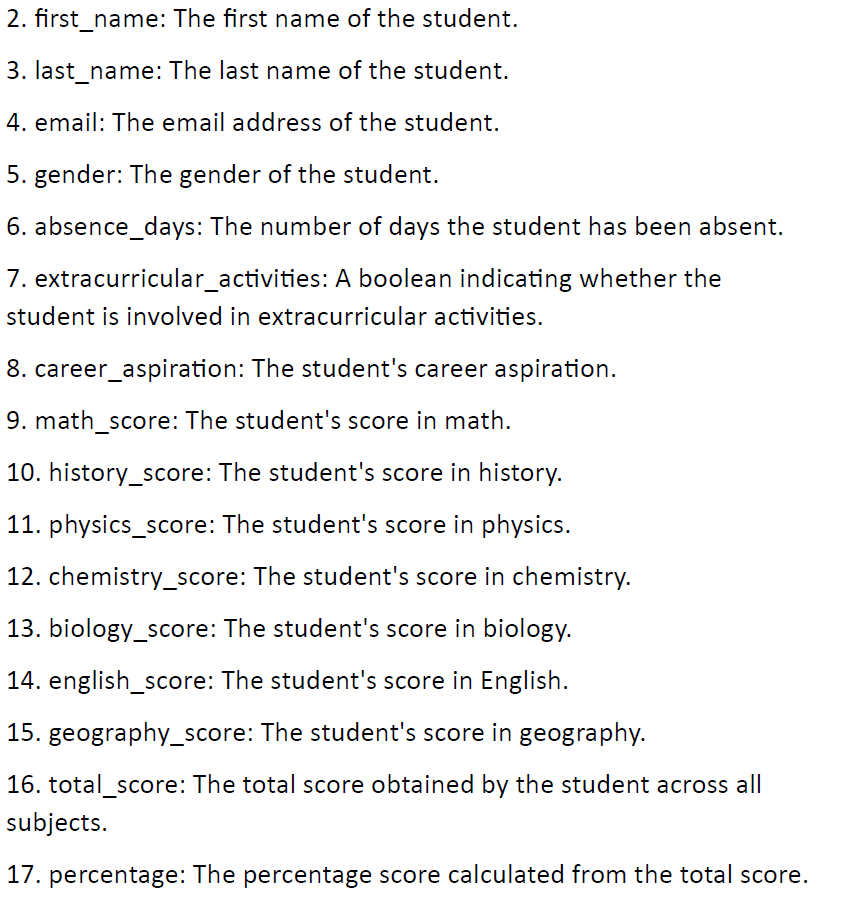 2. first_name: The first name of the student.
3. last_name: The last name of the student.
4. email: The email address of the student.
5. gender: The gender of the student.
6. absence_days: The number of days the student has been absent.
7. extracurricular_activities: A boolean indicating whether the
student is involved in extracurricular activities.
8. career_aspiration: The student's career aspiration.
9. math_score: The student's score in math.
10. history_score: The student's score in history.
11. physics_score: The student's score in physics.
12. chemistry_score: The student's score in chemistry.
13. biology_score: The student's score in biology.
14. english_score: The student's score in English.
15. geography_score: The student's score in geography.
16. total_score: The total score obtained by the student across all
subjects.
17. percentage: The percentage score calculated from the total score.